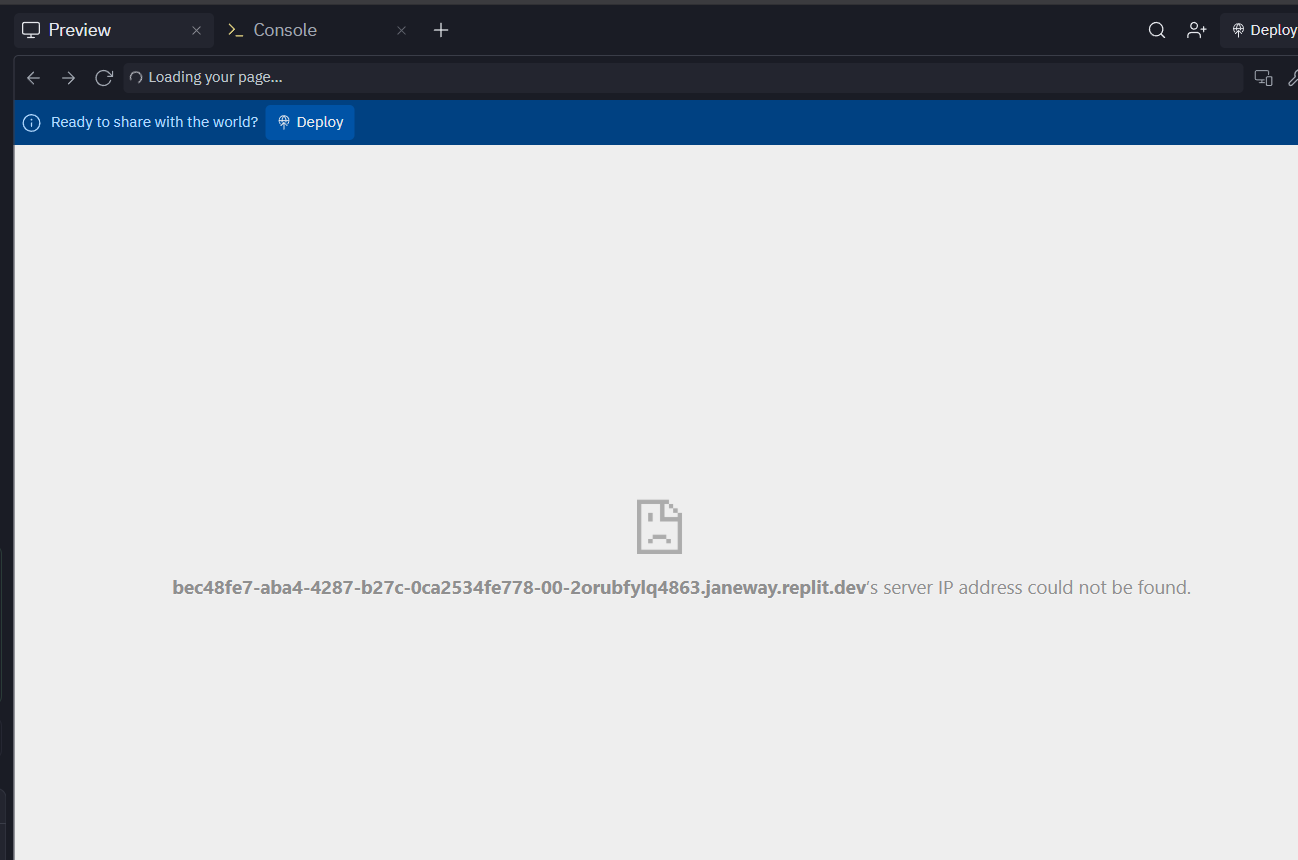 Preview
Console
Deploy
Loading your page...
Ready to share with the world?
Deploy
bec48fe7-aba4-4287-b27c-0ca2534fe778-00-2orubfylq4863.janeway.replit.dev's server IP address could not be found.